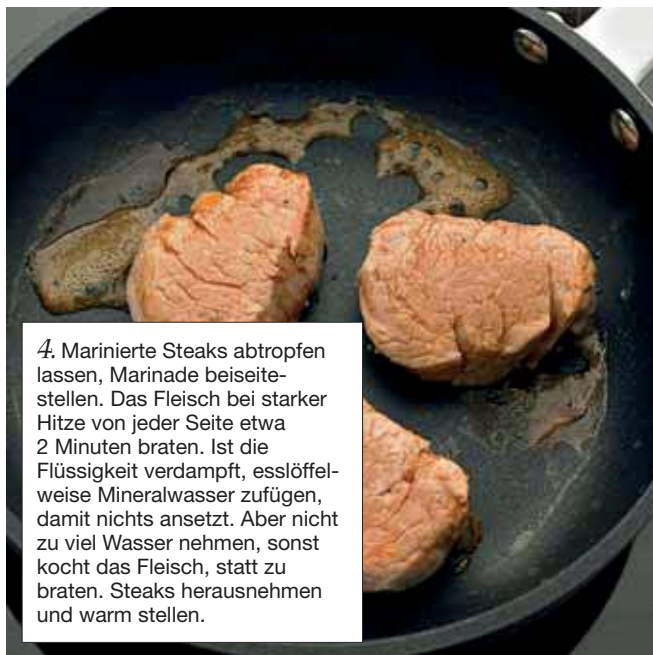 4. Marinierte Steaks abtropfen
lassen, Marinade beiseite-
stellen. Das Fleisch bei starker
Hitze von jeder Seite etwa
2 Minuten braten. Ist die
Flüssigkeit verdampft, esslöffel-
weise Mineralwasser zufügen,
damit nichts ansetzt. Aber nicht
zu viel Wasser nehmen, sonst
kocht das Fleisch, statt zu
braten. Steaks herausnehmen
und warm stellen.